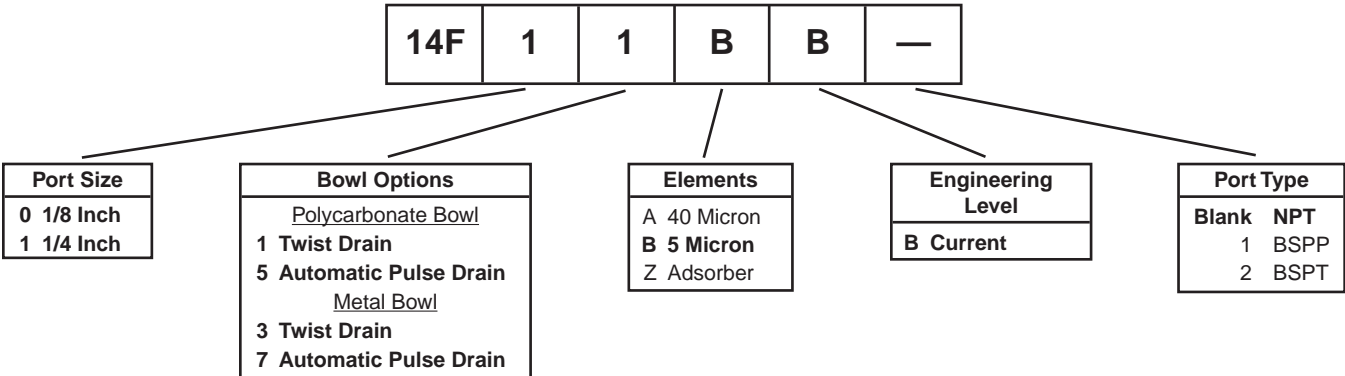 14F 1 1 B B —
Port Size
0 1/8 Inch
1 1/4 Inch
Bowl Options
Polycarbonate Bowl
1 Twist Drain
5 Automatic Pulse Drain
Metal Bowl
3 Twist Drain
7 Automatic Pulse Drain
Elements
A 40 Micron
B 5 Micron
Z Adsorber
Engineering
Level
B Current
Port Type
Blank NPT
1 BSPP
2 BSPT